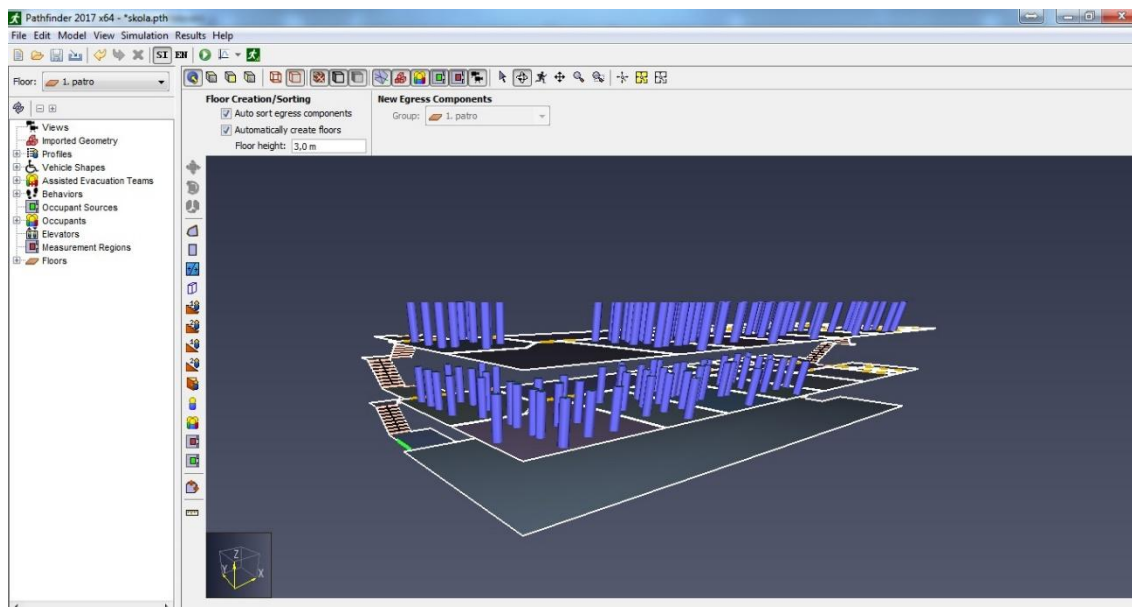 Pathfinder 2017 x64 - *skola.pth
File Edit Model View Simulation Results Help
SI EN
Floor: 1. patro
Floor Creation/Sorting
Auto sort egress components
Automatically create floors
Floor height: 3,0 m
New Egress Components
Group: 1. patro
Views
Imported Geometry
Profiles
Vehicle Shapes
Assisted Evacuation Teams
Behaviors
Occupant Sources
Occupants
Elevators
Measurement Regions
Floors
Z
Y
X